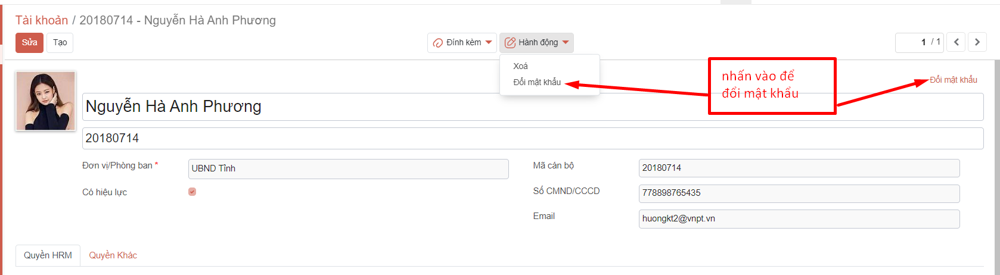 Tài khoản / 20180714 - Nguyễn Hà Anh Phương
Sửa Tạo Đính kèm Hành động 1 / 1
Xoá
Đổi mật khẩu
nhấn vào để
đổi mật khẩu
Đổi mật khẩu
Nguyễn Hà Anh Phương
20180714
Đơn vị/Phòng ban * UBND Tỉnh
Mã cán bộ 20180714
Có hiệu lực
Số CMND/CCCD 778898765435
Email huongkt2@vnpt.vn
Quyền HRM Quyền Khác